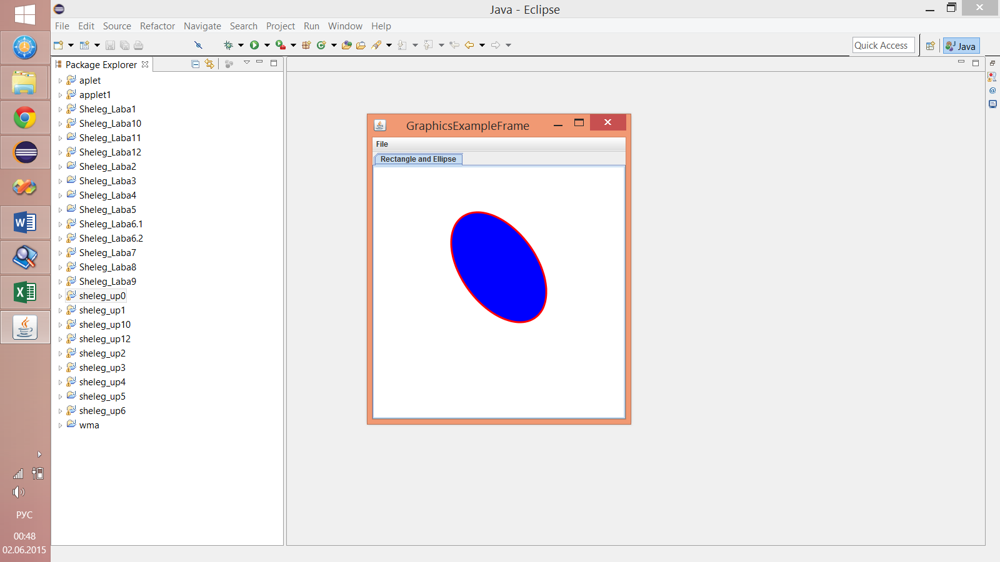 Java - Eclipse
File Edit Source Refactor Navigate Search Project Run Window Help
Quick Access
Java
Package Explorer
aplet
applet1
Sheleg_Laba1
Sheleg_Laba10
Sheleg_Laba11
Sheleg_Laba12
Sheleg_Laba2
Sheleg_Laba3
Sheleg_Laba4
Sheleg_Laba5
Sheleg_Laba6.1
Sheleg_Laba6.2
Sheleg_Laba7
Sheleg_Laba8
Sheleg_Laba9
sheleg_up0
sheleg_up1
sheleg_up10
sheleg_up12
sheleg_up2
sheleg_up3
sheleg_up4
sheleg_up5
sheleg_up6
wma
GraphicsExampleFrame
File
Rectangle and Ellipse
РУС
00:48
02.06.2015